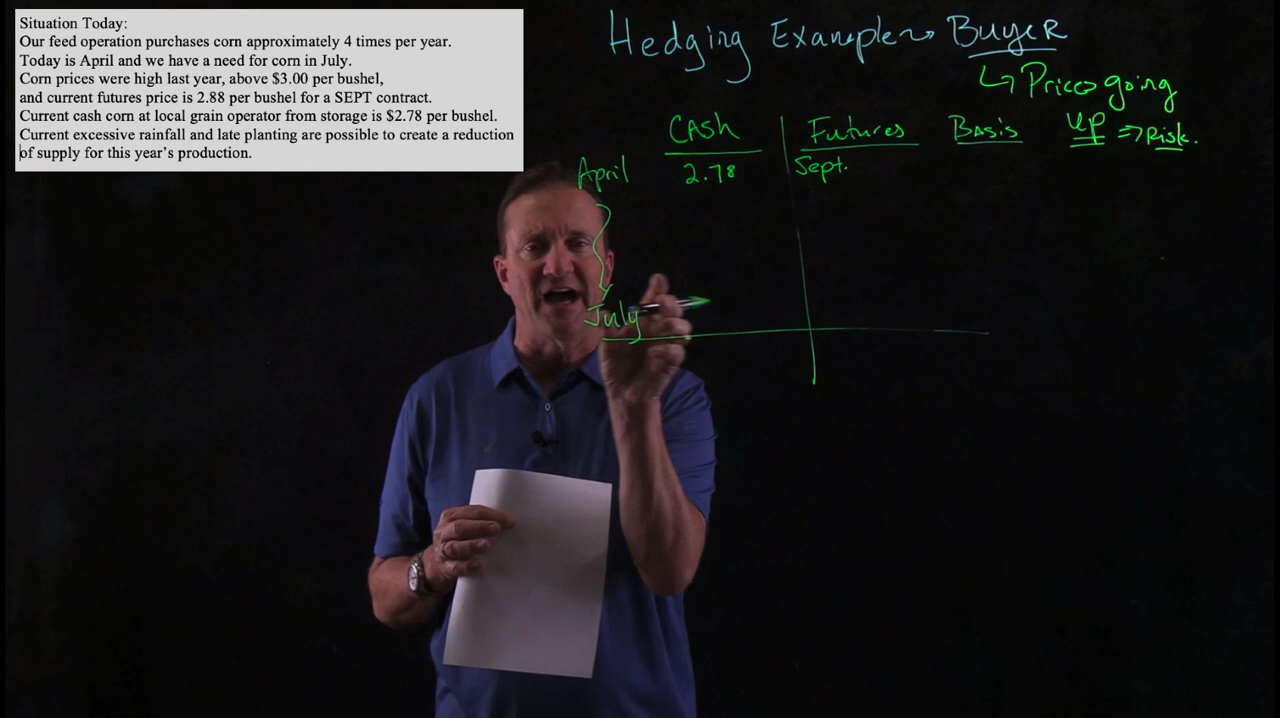 Situation Today:
Our feed operation purchases corn approximately 4 times per year.
Today is April and we have a need for corn in July.
Corn prices were high last year, above $3.00 per bushel,
and current futures price is 2.88 per bushel for a SEPT contract.
Current cash corn at local grain operator from storage is $2.78 per bushel.
Current excessive rainfall and late planting are possible to create a reduction
of supply for this year's production.
Hedging Example → Buyer
↳ Price going
up ⇒ Risk.
Cash Futures Basis
April 2.78 Sept.
July